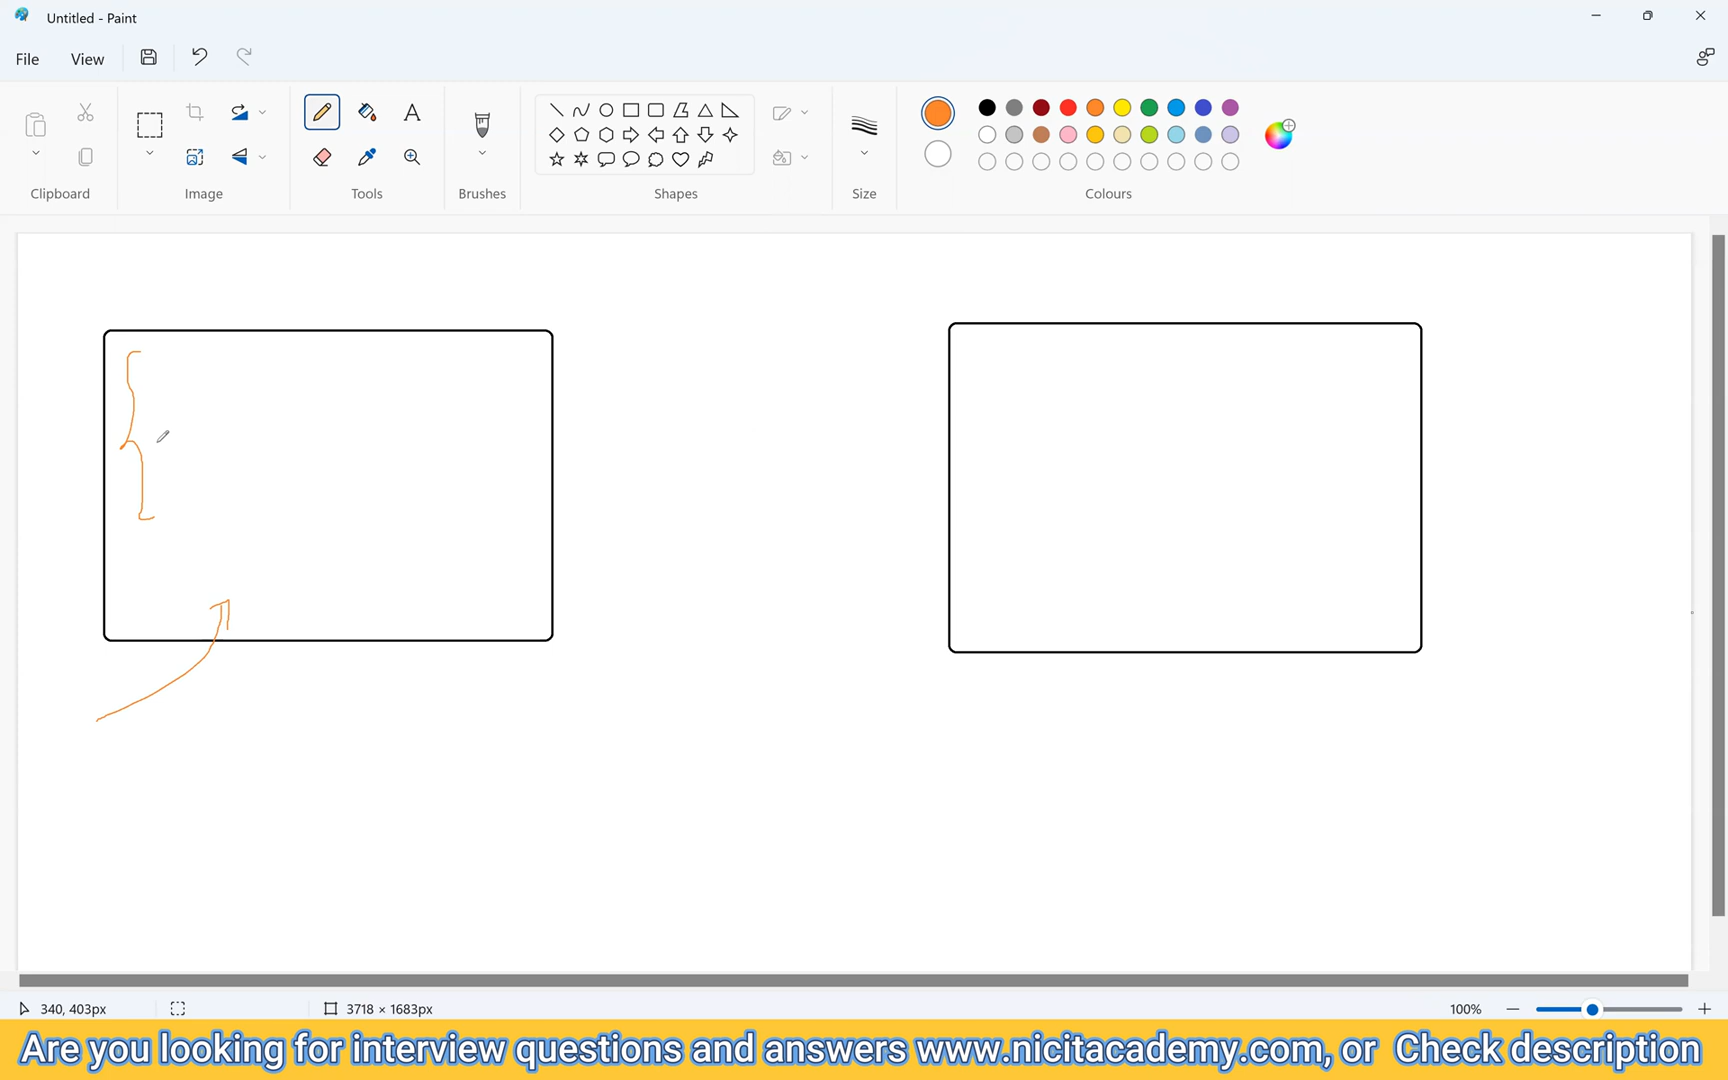 Untitled - Paint
File
View
Clipboard
Image
Tools
Brushes
Shapes
Size
Colours
340, 403px
3718 × 1683px
100%
Are you looking for interview questions and answers www.nicitacademy.com, or Check description